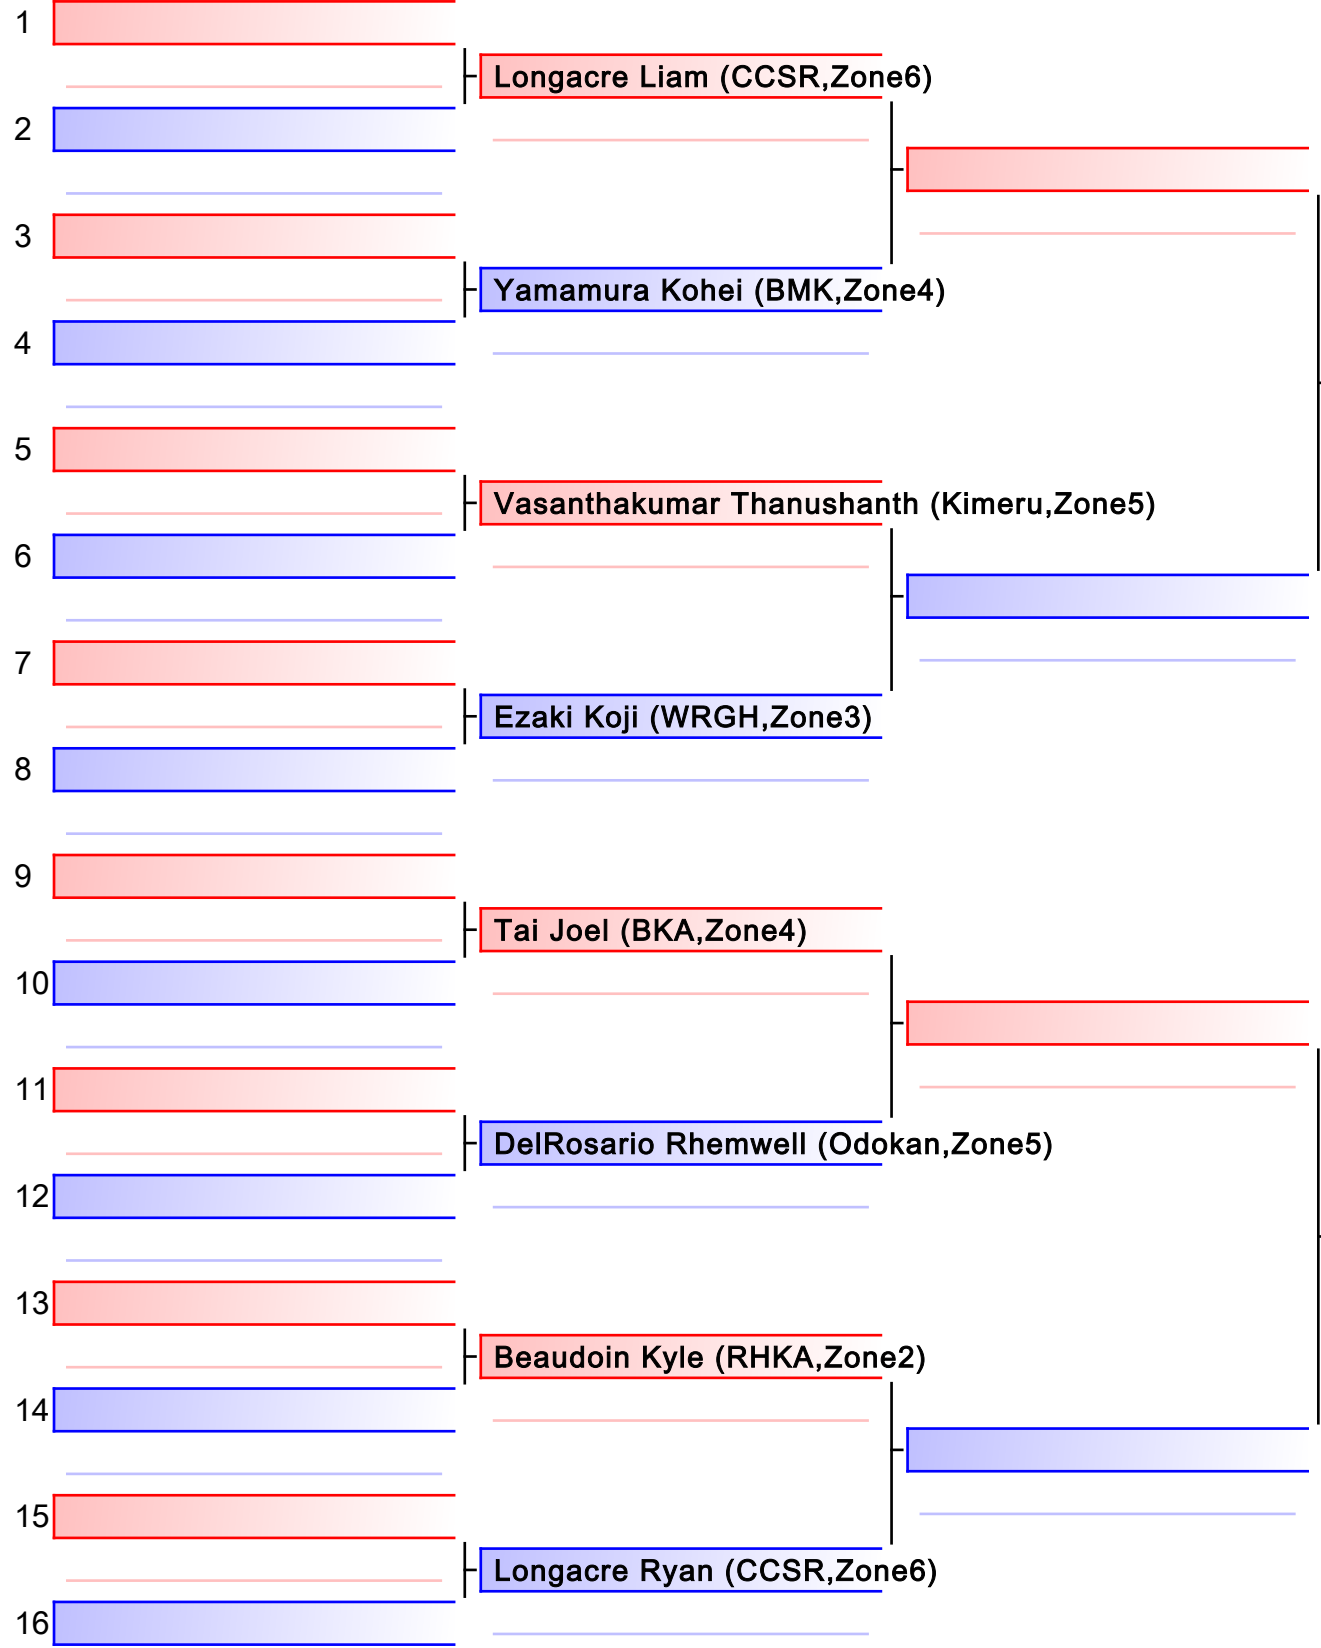 1
Longacre Liam (CCSR,Zone6)
2
3
Yamamura Kohei (BMK,Zone4)
4
5
Vasanthakumar Thanushanth (Kimeru,Zone5)
6
7
Ezaki Koji (WRGH,Zone3)
8
9
Tai Joel (BKA,Zone4)
10
11
DelRosario Rhemwell (Odokan,Zone5)
12
13
Beaudoin Kyle (RHKA,Zone2)
14
15
Longacre Ryan (CCSR,Zone6)
16